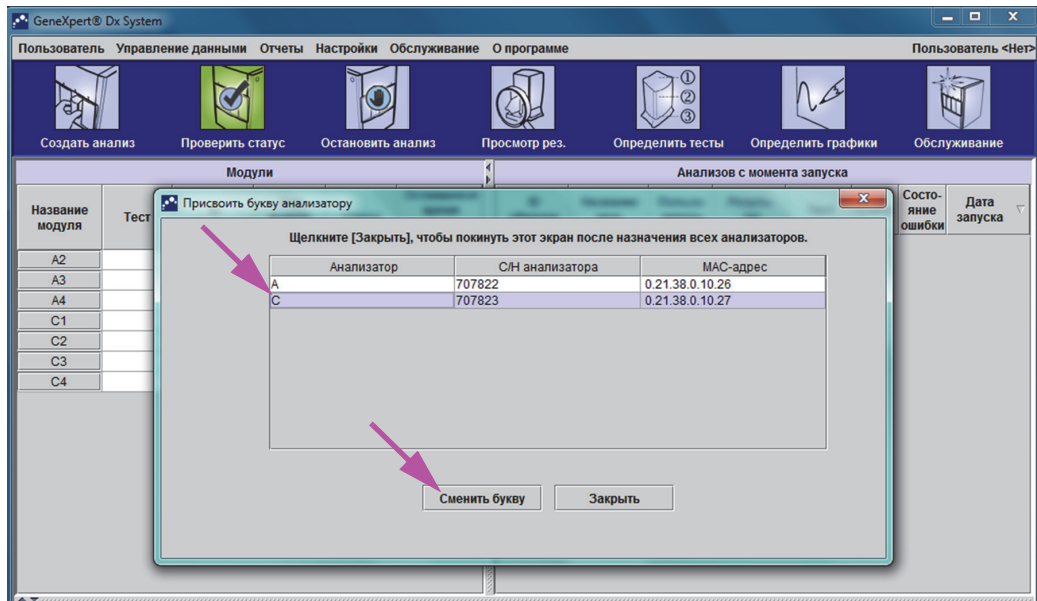 GeneXpert® Dx System
Пользователь Управление данными Отчеты Настройки Обслуживание О программе Пользователь <Нет>
① ② ③
Создать анализ Проверить статус Остановить анализ Просмотр рез. Определить тесты Определить графики Обслуживание
Модули Анализов с момента запуска
Название модуля Тест Состо-яние ошибки Дата запуска
Присвоить букву анализатору
Щелкните [Закрыть], чтобы покинуть этот экран после назначения всех анализаторов.
Анализатор С/Н анализатора MAC-адрес
A 707822 0.21.38.0.10.26
C 707823 0.21.38.0.10.27
A2
A3
A4
C1
C2
C3
C4
Сменить букву Закрыть